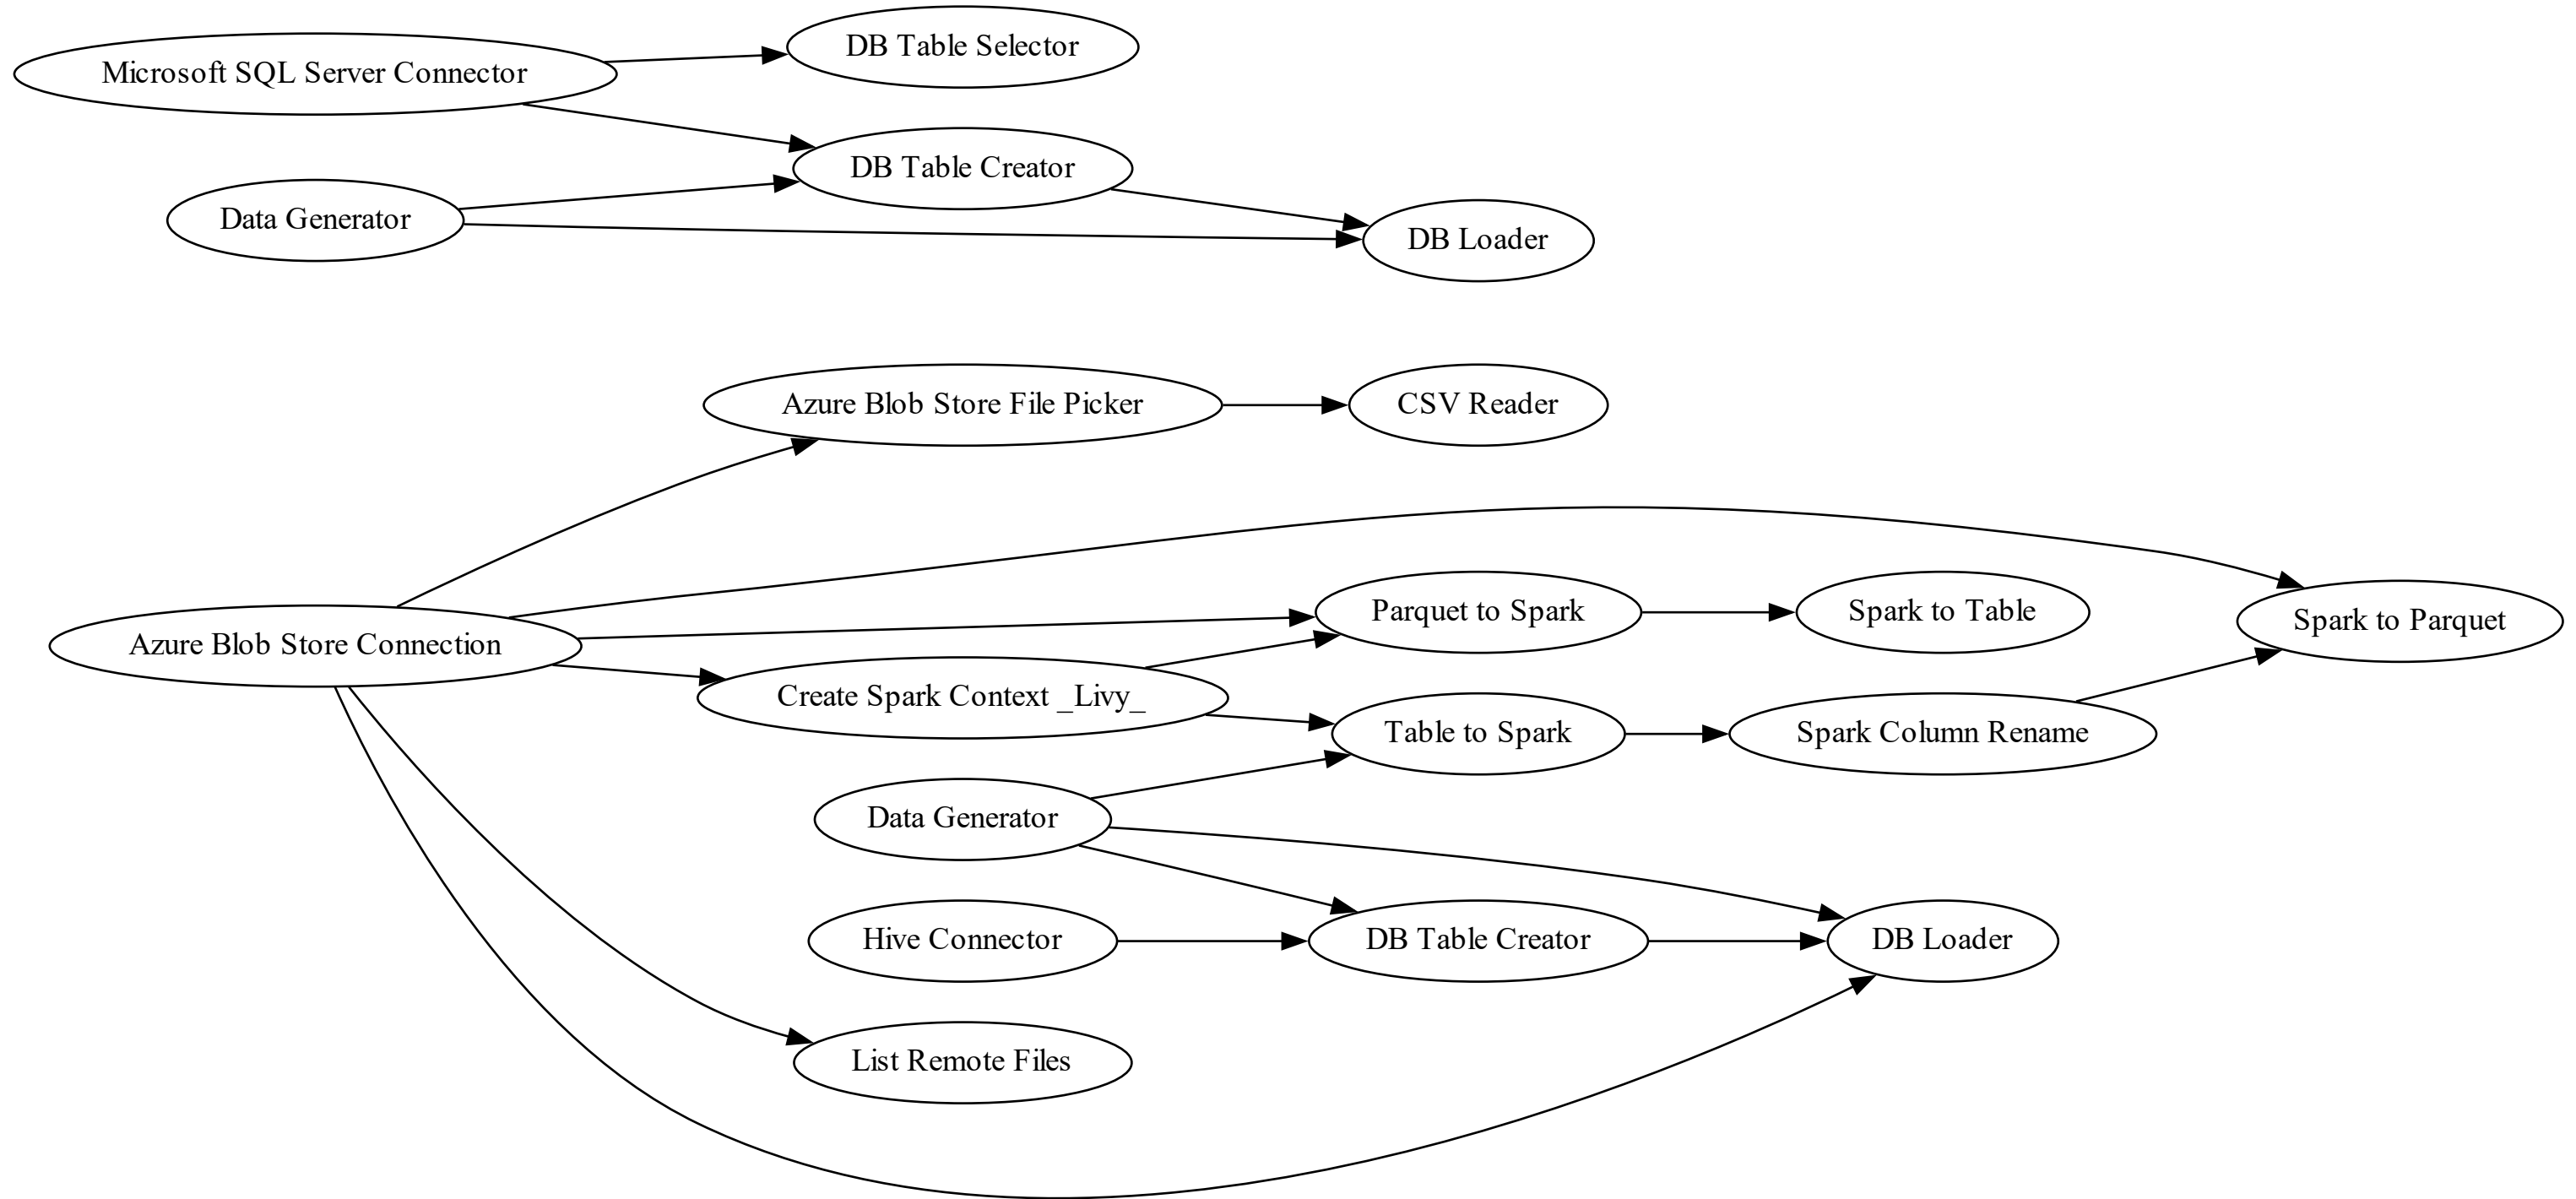 DB Table Selector
Microsoft SQL Server Connector
DB Table Creator
Data Generator
DB Loader
Azure Blob Store File Picker
CSV Reader
Parquet to Spark
Spark to Table
Spark to Parquet
Azure Blob Store Connection
Create Spark Context _Livy_
Table to Spark
Spark Column Rename
Data Generator
Hive Connector
DB Table Creator
DB Loader
List Remote Files